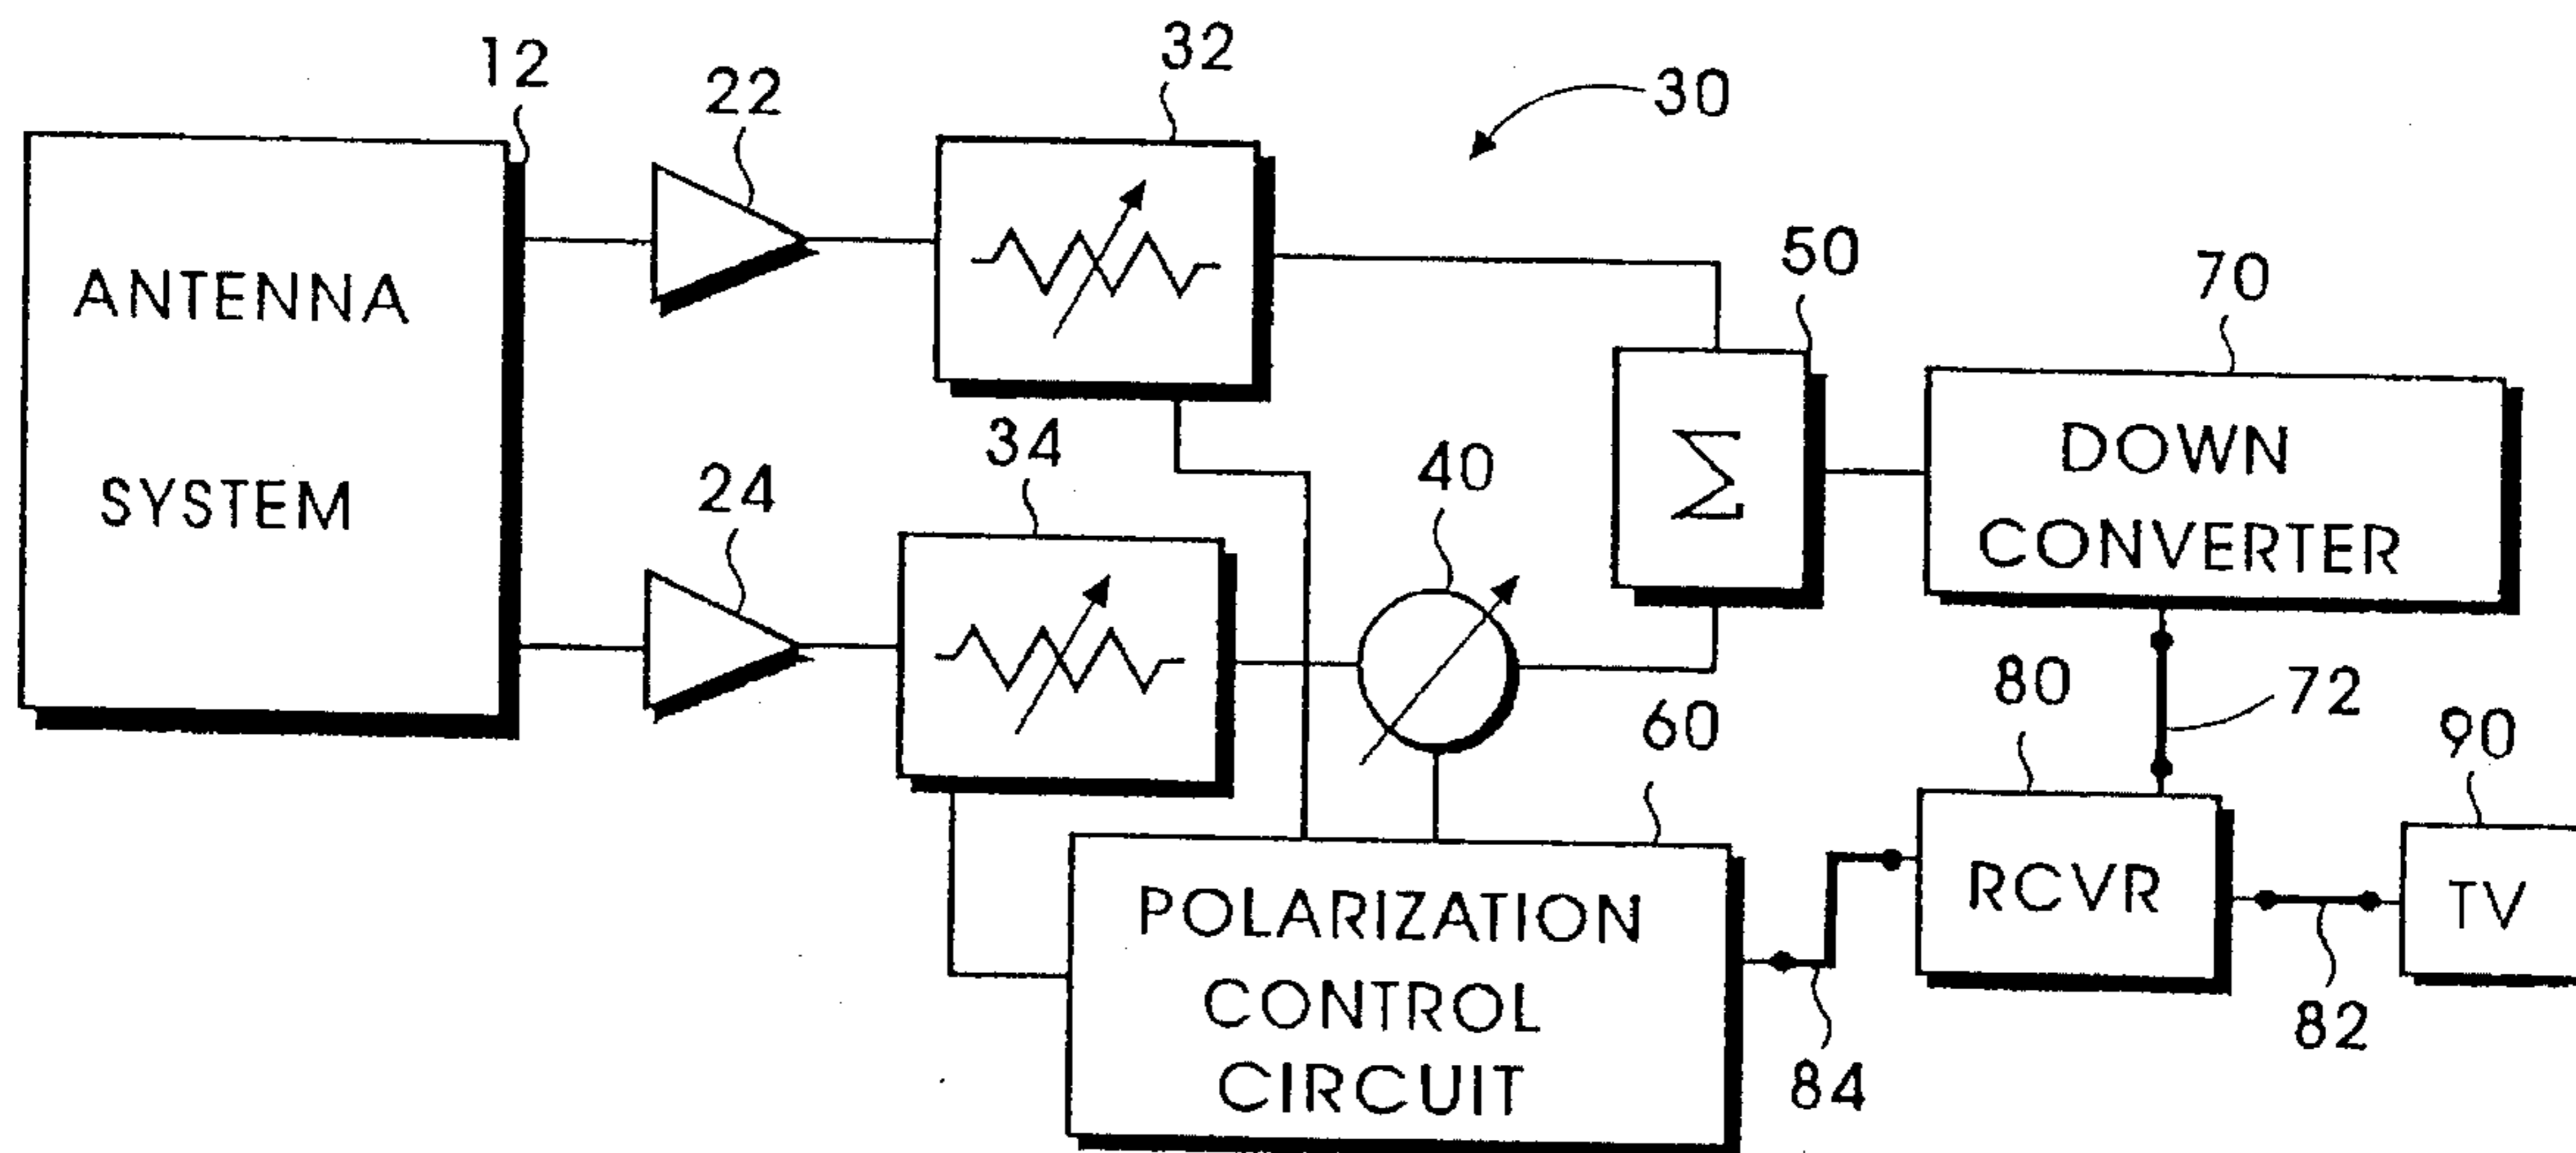 12
22
32
30
ANTENNA
SYSTEM
24
34
40
50
Σ
70
DOWN
CONVERTER
60
80
72
90
POLARIZATION
CONTROL
CIRCUIT
RCVR
TV
84
82